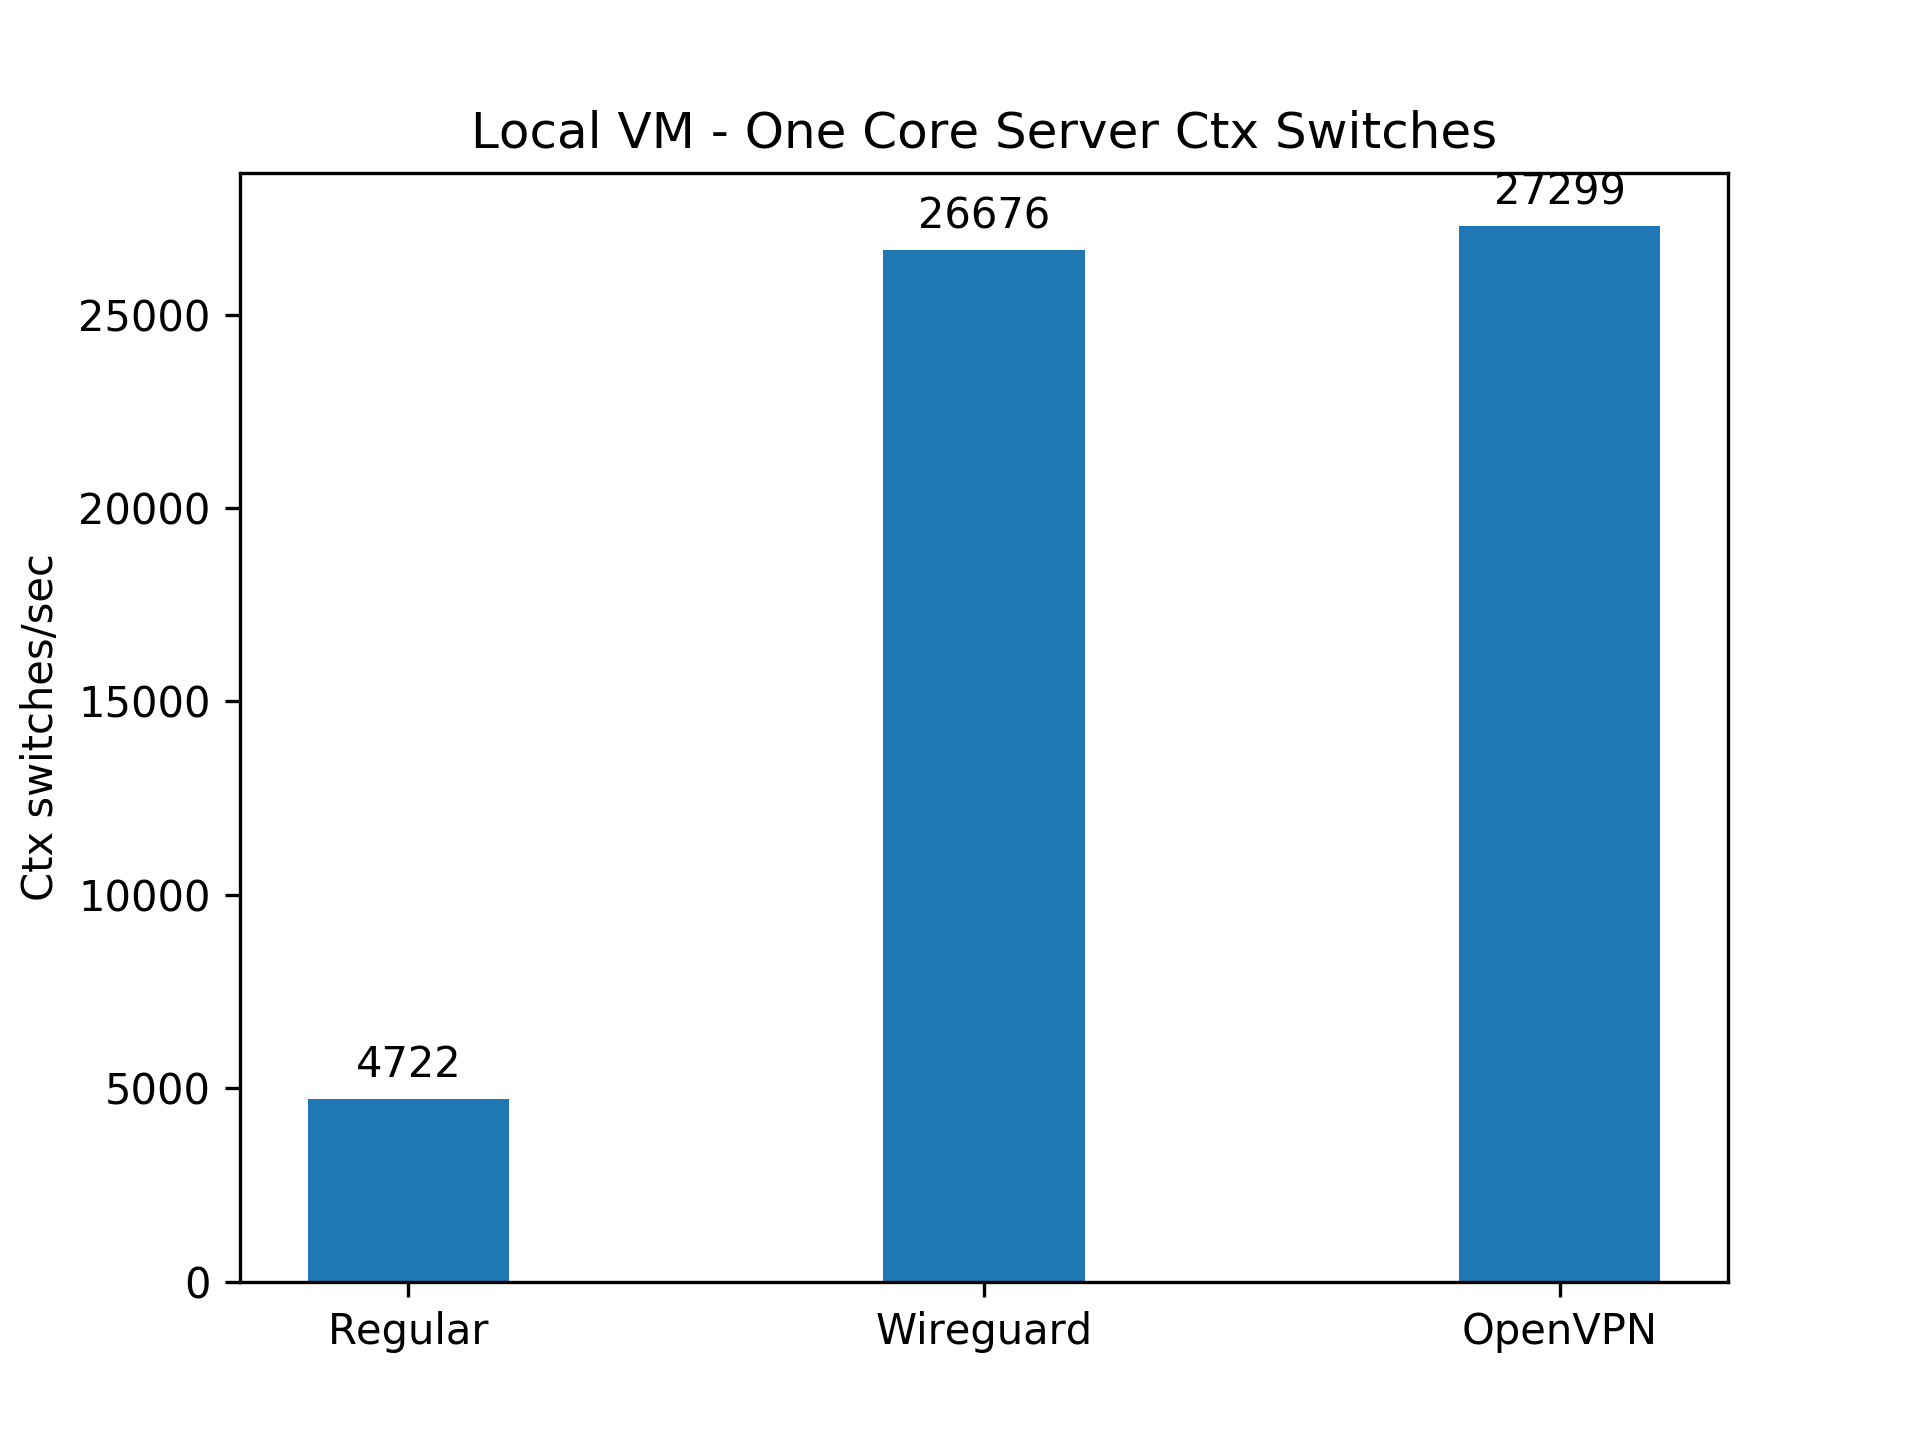 Local VM - One Core Server Ctx Switches
27299
26676
25000
20000
15000
10000
4722
5000
0
Ctx switches/sec
Regular
Wireguard
OpenVPN